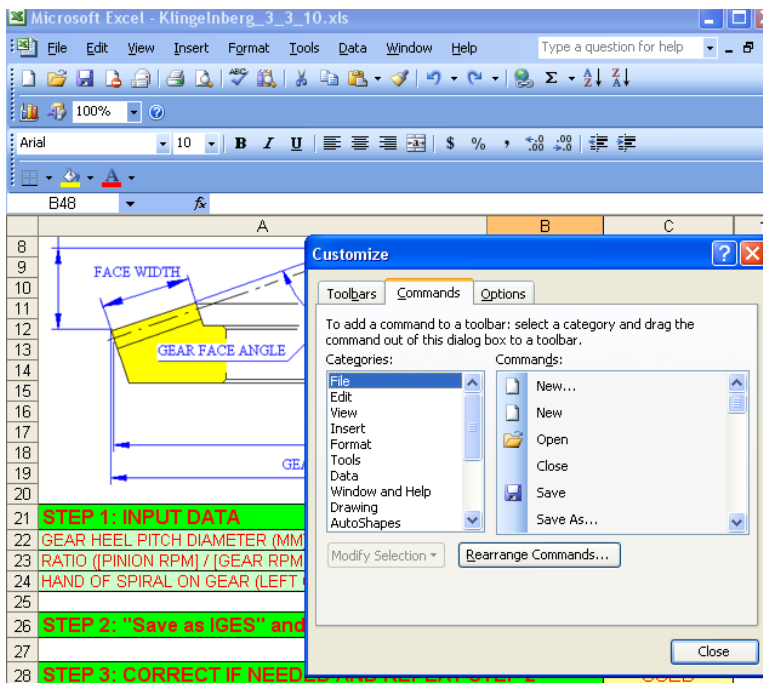 Microsoft Excel - Klingelnberg_3_3_10.xls
File Edit View Insert Format Tools Data Window Help Type a question for help
100%
Arial 10 B I U $ % , .00 .00
B48 fx
A B C
8
9
FACE WIDTH
10
11
12
13
GEAR FACE ANGLE
14
15
16
17
18
19
20
21 STEP 1: INPUT DATA
22 GEAR HEEL PITCH DIAMETER (MM
23 RATIO ([PINION RPM] / [GEAR RPM
24 HAND OF SPIRAL ON GEAR (LEFT
25
26 STEP 2: "Save as IGES" and
27
28 STEP 3: CORRECT IF NEEDED AND REPEAT STEP 2
Customize
Toolbars Commands Options
To add a command to a toolbar: select a category and drag the
command out of this dialog box to a toolbar.
Categories: Commands:
File
Edit
View
Insert
Format
Tools
Data
Window and Help
Drawing
AutoShapes
New...
New
Open
Close
Save
Save As...
Modify Selection
Rearrange Commands...
Close